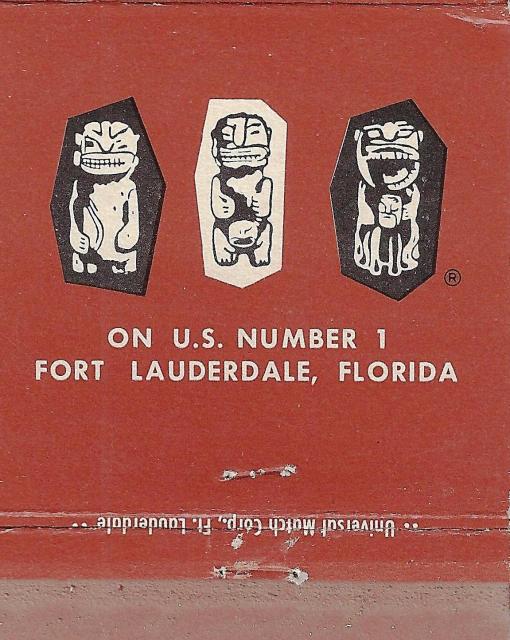 ®
ON U.S. NUMBER 1
FORT LAUDERDALE, FLORIDA
•• Universal Match Corp., Ft. Lauderdale ••